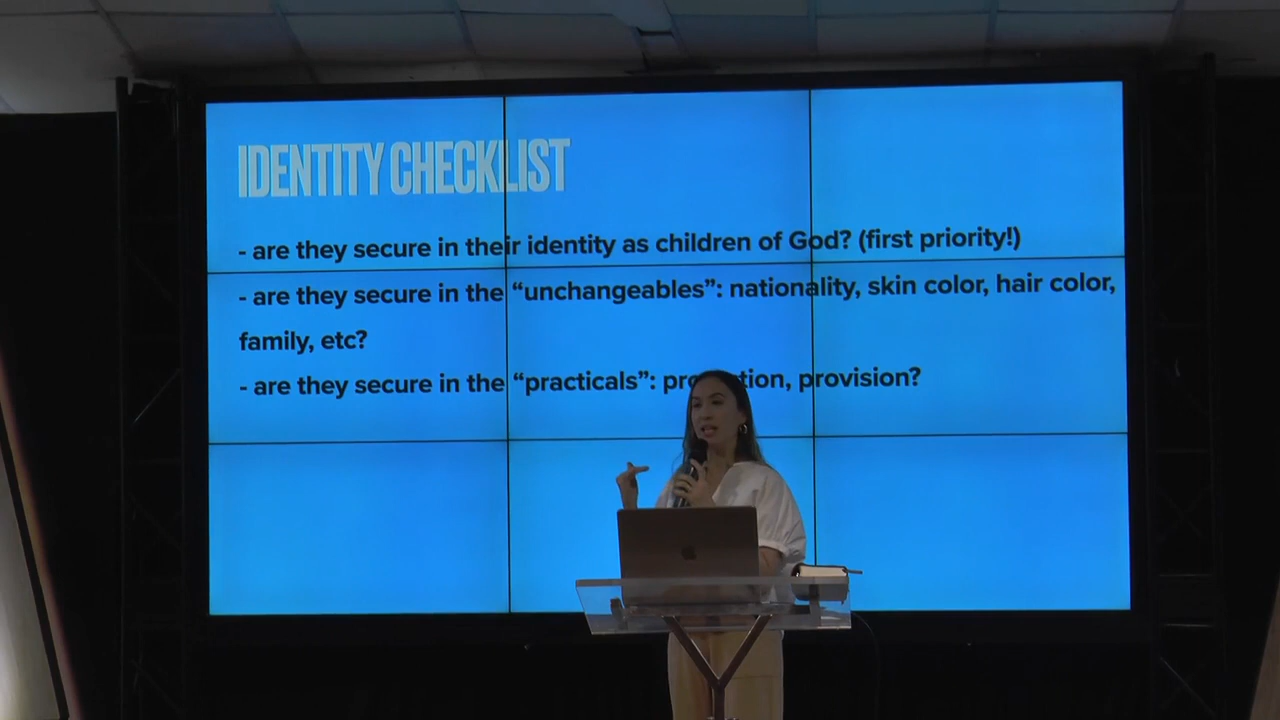 IDENTITY CHECKLIST
- are they secure in their identity as children of God? (first priority!)
- are they secure in the “unchangeables”: nationality, skin color, hair color,
family, etc?
- are they secure in the “practicals”: provision?